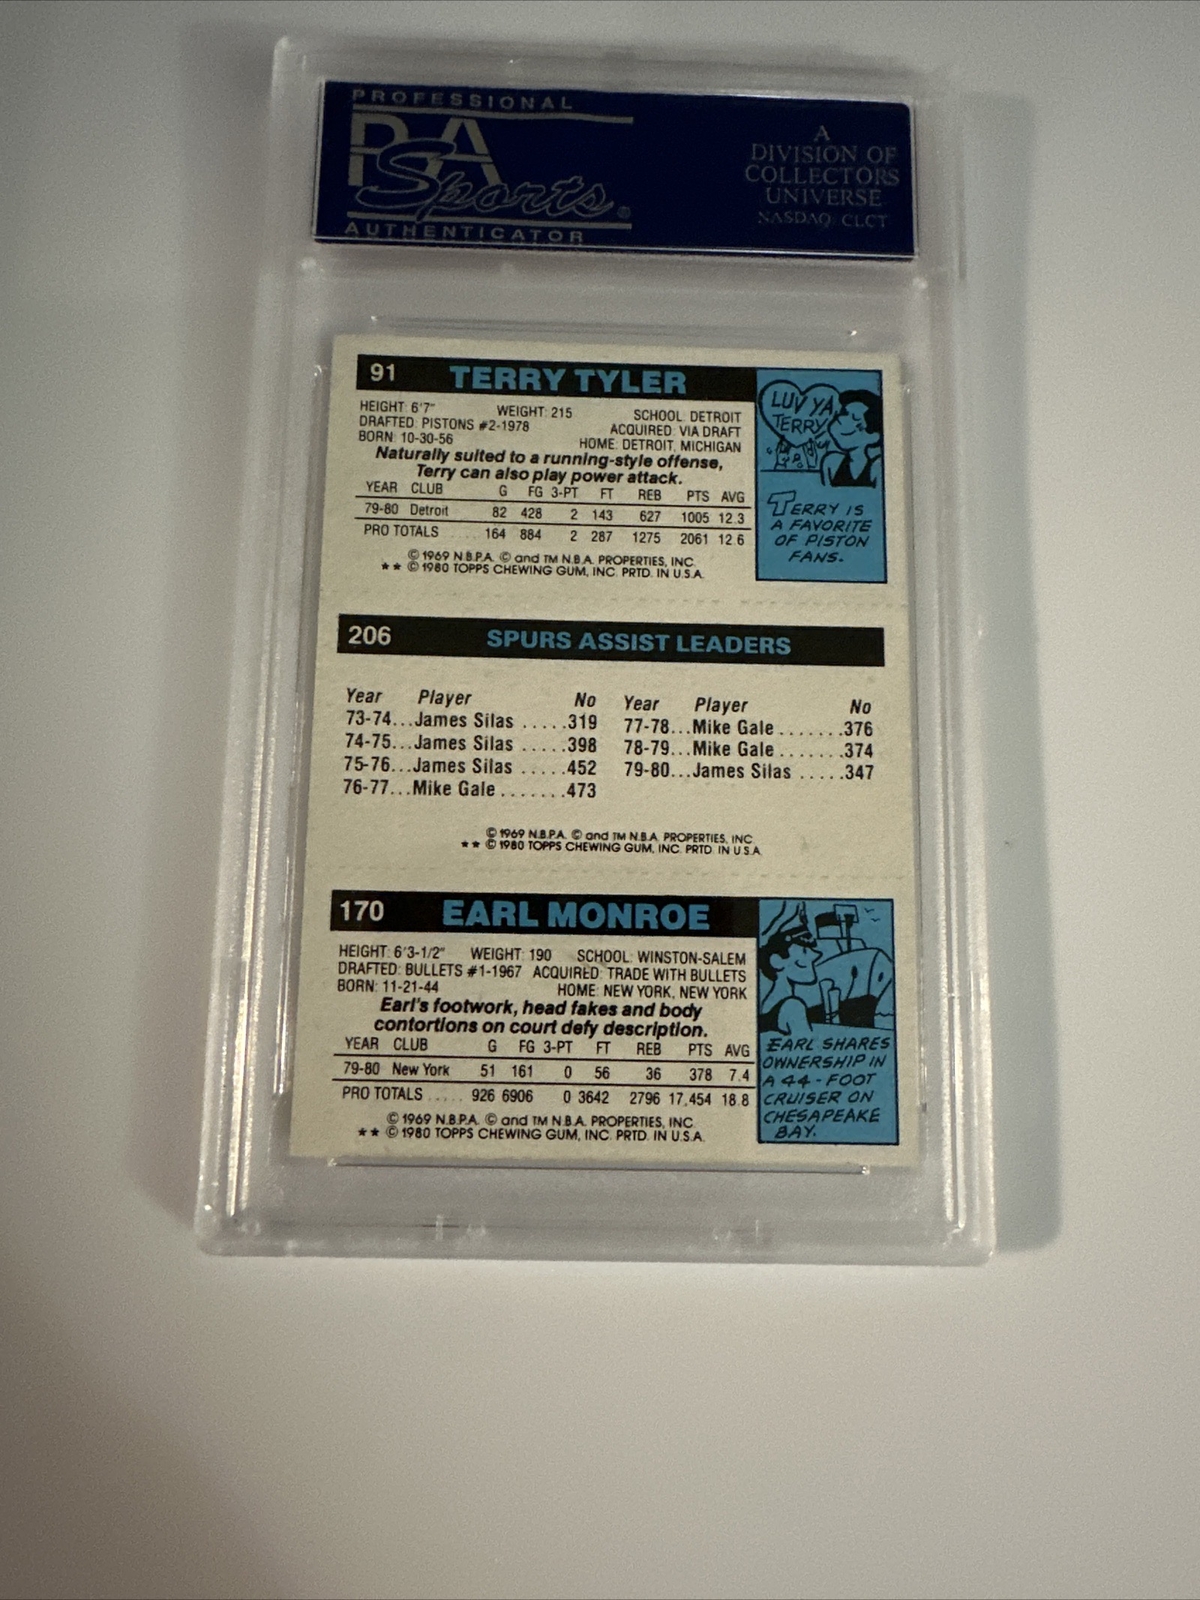 PROFESSIONAL
PSA
Sports®
AUTHENTICATOR
A
DIVISION OF
COLLECTORS
UNIVERSE
NASDAQ: CLCT
91 TERRY TYLER
HEIGHT: 6'7" WEIGHT: 215 SCHOOL: DETROIT
DRAFTED: PISTONS #2-1978 ACQUIRED: VIA DRAFT
BORN: 10-30-56 HOME: DETROIT, MICHIGAN
Naturally suited to a running-style offense,
Terry can also play power attack.
YEAR CLUB G FG 3-PT FT REB PTS AVG
79-80 Detroit 82 428 2 143 627 1005 12.3
PRO TOTALS .... 164 884 2 287 1275 2061 12.6
© 1969 N.B.P.A. © and TM N.B.A. PROPERTIES, INC.
★★ © 1980 TOPPS CHEWING GUM, INC. PRTD. IN U.S.A.
LUV YA
TERRY
TERRY IS
A FAVORITE
OF PISTON
FANS.
206 SPURS ASSIST LEADERS
Year Player No Year Player No
73-74...James Silas .....319 77-78...Mike Gale .......376
74-75...James Silas .....398 78-79...Mike Gale .......374
75-76...James Silas .....452 79-80...James Silas .....347
76-77...Mike Gale .......473
© 1969 N.B.P.A. © and TM N.B.A. PROPERTIES, INC.
★★ © 1980 TOPPS CHEWING GUM, INC. PRTD. IN U.S.A.
170 EARL MONROE
HEIGHT: 6'3-1/2" WEIGHT: 190 SCHOOL: WINSTON-SALEM
DRAFTED: BULLETS #1-1967 ACQUIRED: TRADE WITH BULLETS
BORN: 11-21-44 HOME: NEW YORK, NEW YORK
Earl's footwork, head fakes and body
contortions on court defy description.
YEAR CLUB G FG 3-PT FT REB PTS AVG
79-80 New York 51 161 0 56 36 378 7.4
PRO TOTALS ..... 926 6906 0 3642 2796 17,454 18.8
© 1969 N.B.P.A. © and TM N.B.A. PROPERTIES, INC.
★★ © 1980 TOPPS CHEWING GUM, INC. PRTD. IN U.S.A.
EARL SHARES
OWNERSHIP IN
A 44-FOOT
CRUISER ON
CHESAPEAKE
BAY.